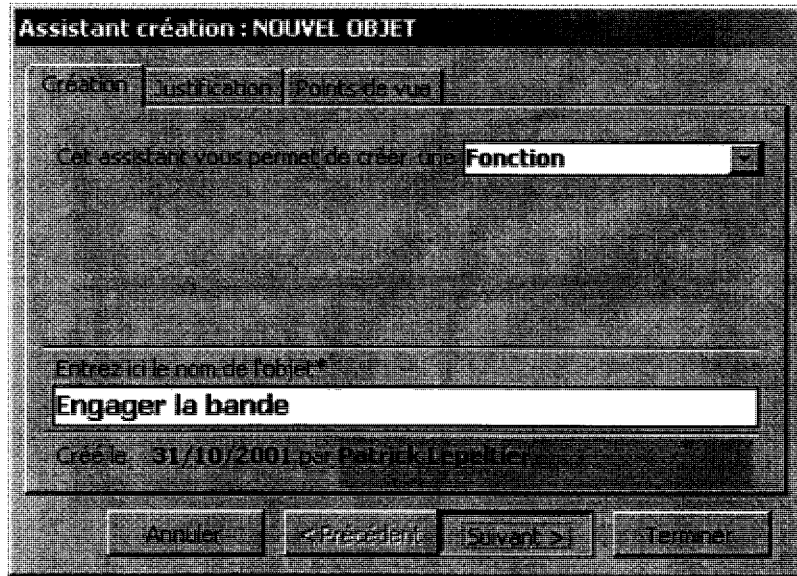 Assistant création : NOUVEL OBJET
Création Justification Points de vue
Cet assistant vous permet de créer une Fonction
Entrez ici le nom de l'objet*
Engager la bande
Créé le 31/10/2001 par Patrick Lepeltier
Annuler < Précédent Suivant > Terminer